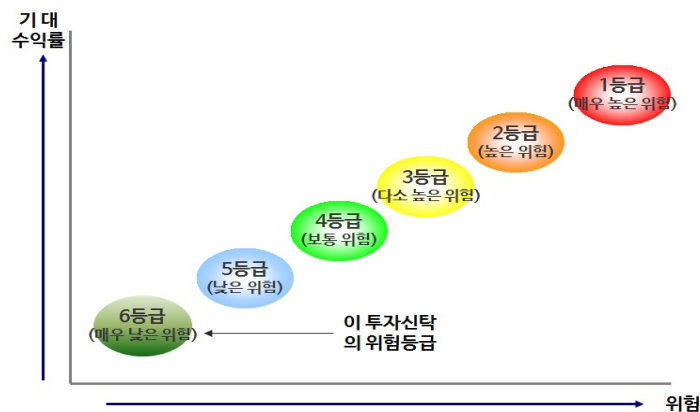 기 대
수익률
1등급
(매우 높은 위험)
2등급
(높은 위험)
3등급
(다소 높은 위험)
4등급
(보통 위험)
5등급
(낮은 위험)
6등급
(매우 낮은 위험)
이 투자신탁
의 위험등급
위험